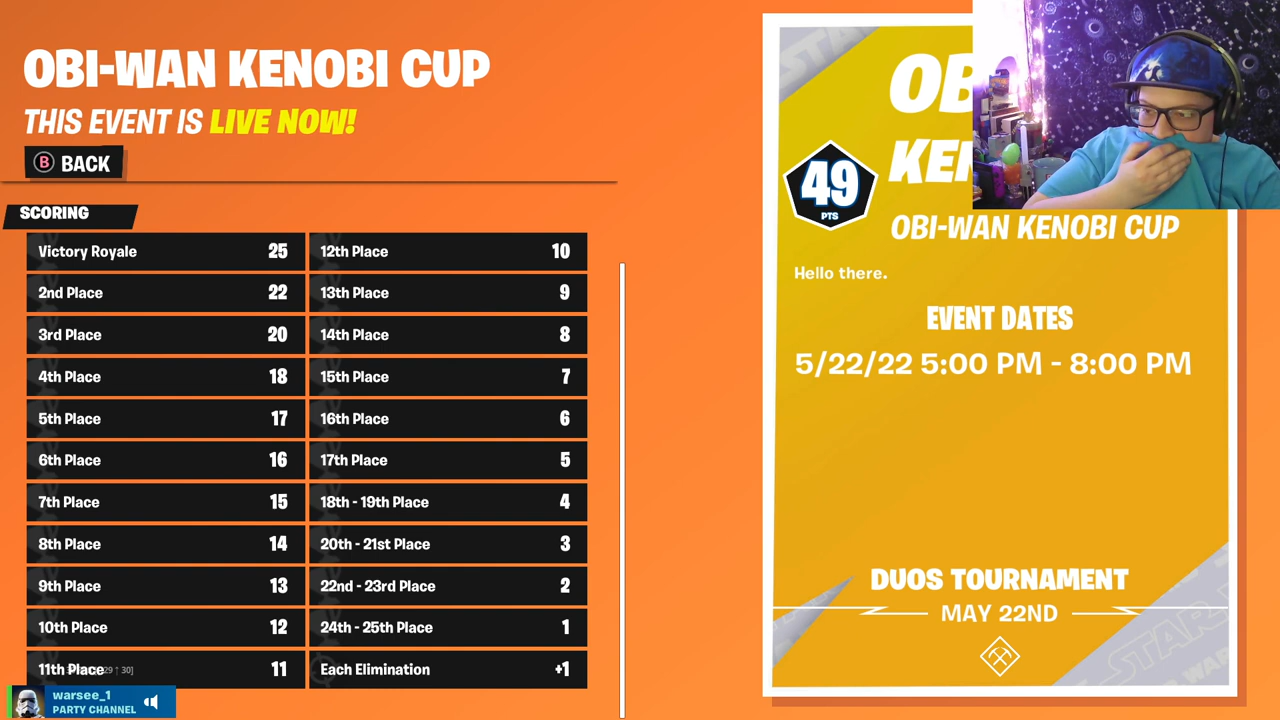 OBI-WAN KENOBI CUP
THIS EVENT IS LIVE NOW!
B BACK
SCORING
Victory Royale 25
2nd Place 22
3rd Place 20
4th Place 18
5th Place 17
6th Place 16
7th Place 15
8th Place 14
9th Place 13
10th Place 12
11th Place 11
12th Place 10
13th Place 9
14th Place 8
15th Place 7
16th Place 6
17th Place 5
18th - 19th Place 4
20th - 21st Place 3
22nd - 23rd Place 2
24th - 25th Place 1
Each Elimination +1
warsee_1
PARTY CHANNEL
OB
KEN
49
PTS
OBI-WAN KENOBI CUP
Hello there.
EVENT DATES
5/22/22 5:00 PM - 8:00 PM
DUOS TOURNAMENT
MAY 22ND